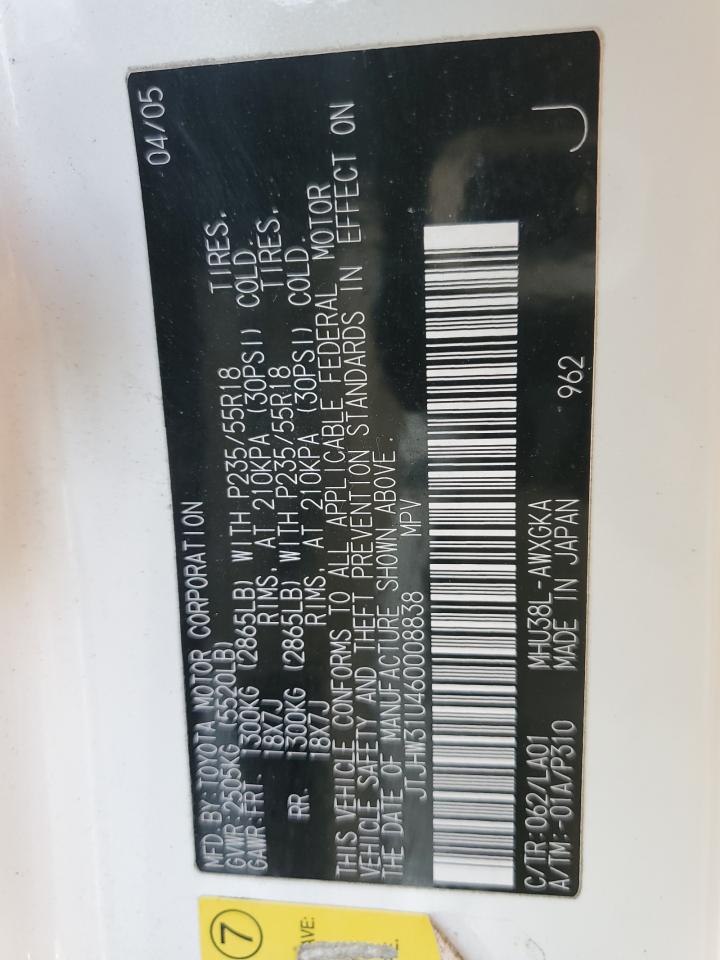 MFD. BY: TOYOTA MOTOR CORPORATION 04/05
GVWR: 2505KG (5520LB)
GAWR: FRT. 1300KG (2865LB) WITH P235/55R18 TIRES,
18X7J RIMS, AT 210KPA (30PSI) COLD.
RR. 1300KG (2865LB) WITH P235/55R18 TIRES,
18X7J RIMS, AT 210KPA (30PSI) COLD.
THIS VEHICLE CONFORMS TO ALL APPLICABLE FEDERAL MOTOR
VEHICLE SAFETY AND THEFT PREVENTION STANDARDS IN EFFECT ON
THE DATE OF MANUFACTURE SHOWN ABOVE.
JTJHW31U460008838 MPV
C/TR: 062/LA01 MHU38L-AWXGKA
A/TM: -01A/P310 MADE IN JAPAN 962 J
7